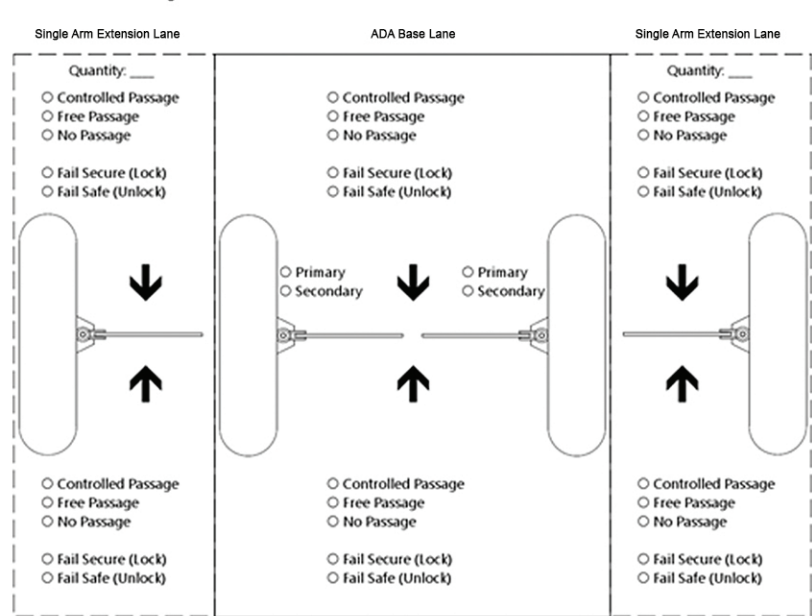 Single Arm Extension Lane
ADA Base Lane
Single Arm Extension Lane
Quantity: ___
Controlled Passage
Free Passage
No Passage
Fail Secure (Lock)
Fail Safe (Unlock)
Controlled Passage
Free Passage
No Passage
Fail Secure (Lock)
Fail Safe (Unlock)
Quantity: ___
Controlled Passage
Free Passage
No Passage
Fail Secure (Lock)
Fail Safe (Unlock)
Primary
Secondary
Primary
Secondary
Controlled Passage
Free Passage
No Passage
Fail Secure (Lock)
Fail Safe (Unlock)
Controlled Passage
Free Passage
No Passage
Fail Secure (Lock)
Fail Safe (Unlock)
Controlled Passage
Free Passage
No Passage
Fail Secure (Lock)
Fail Safe (Unlock)